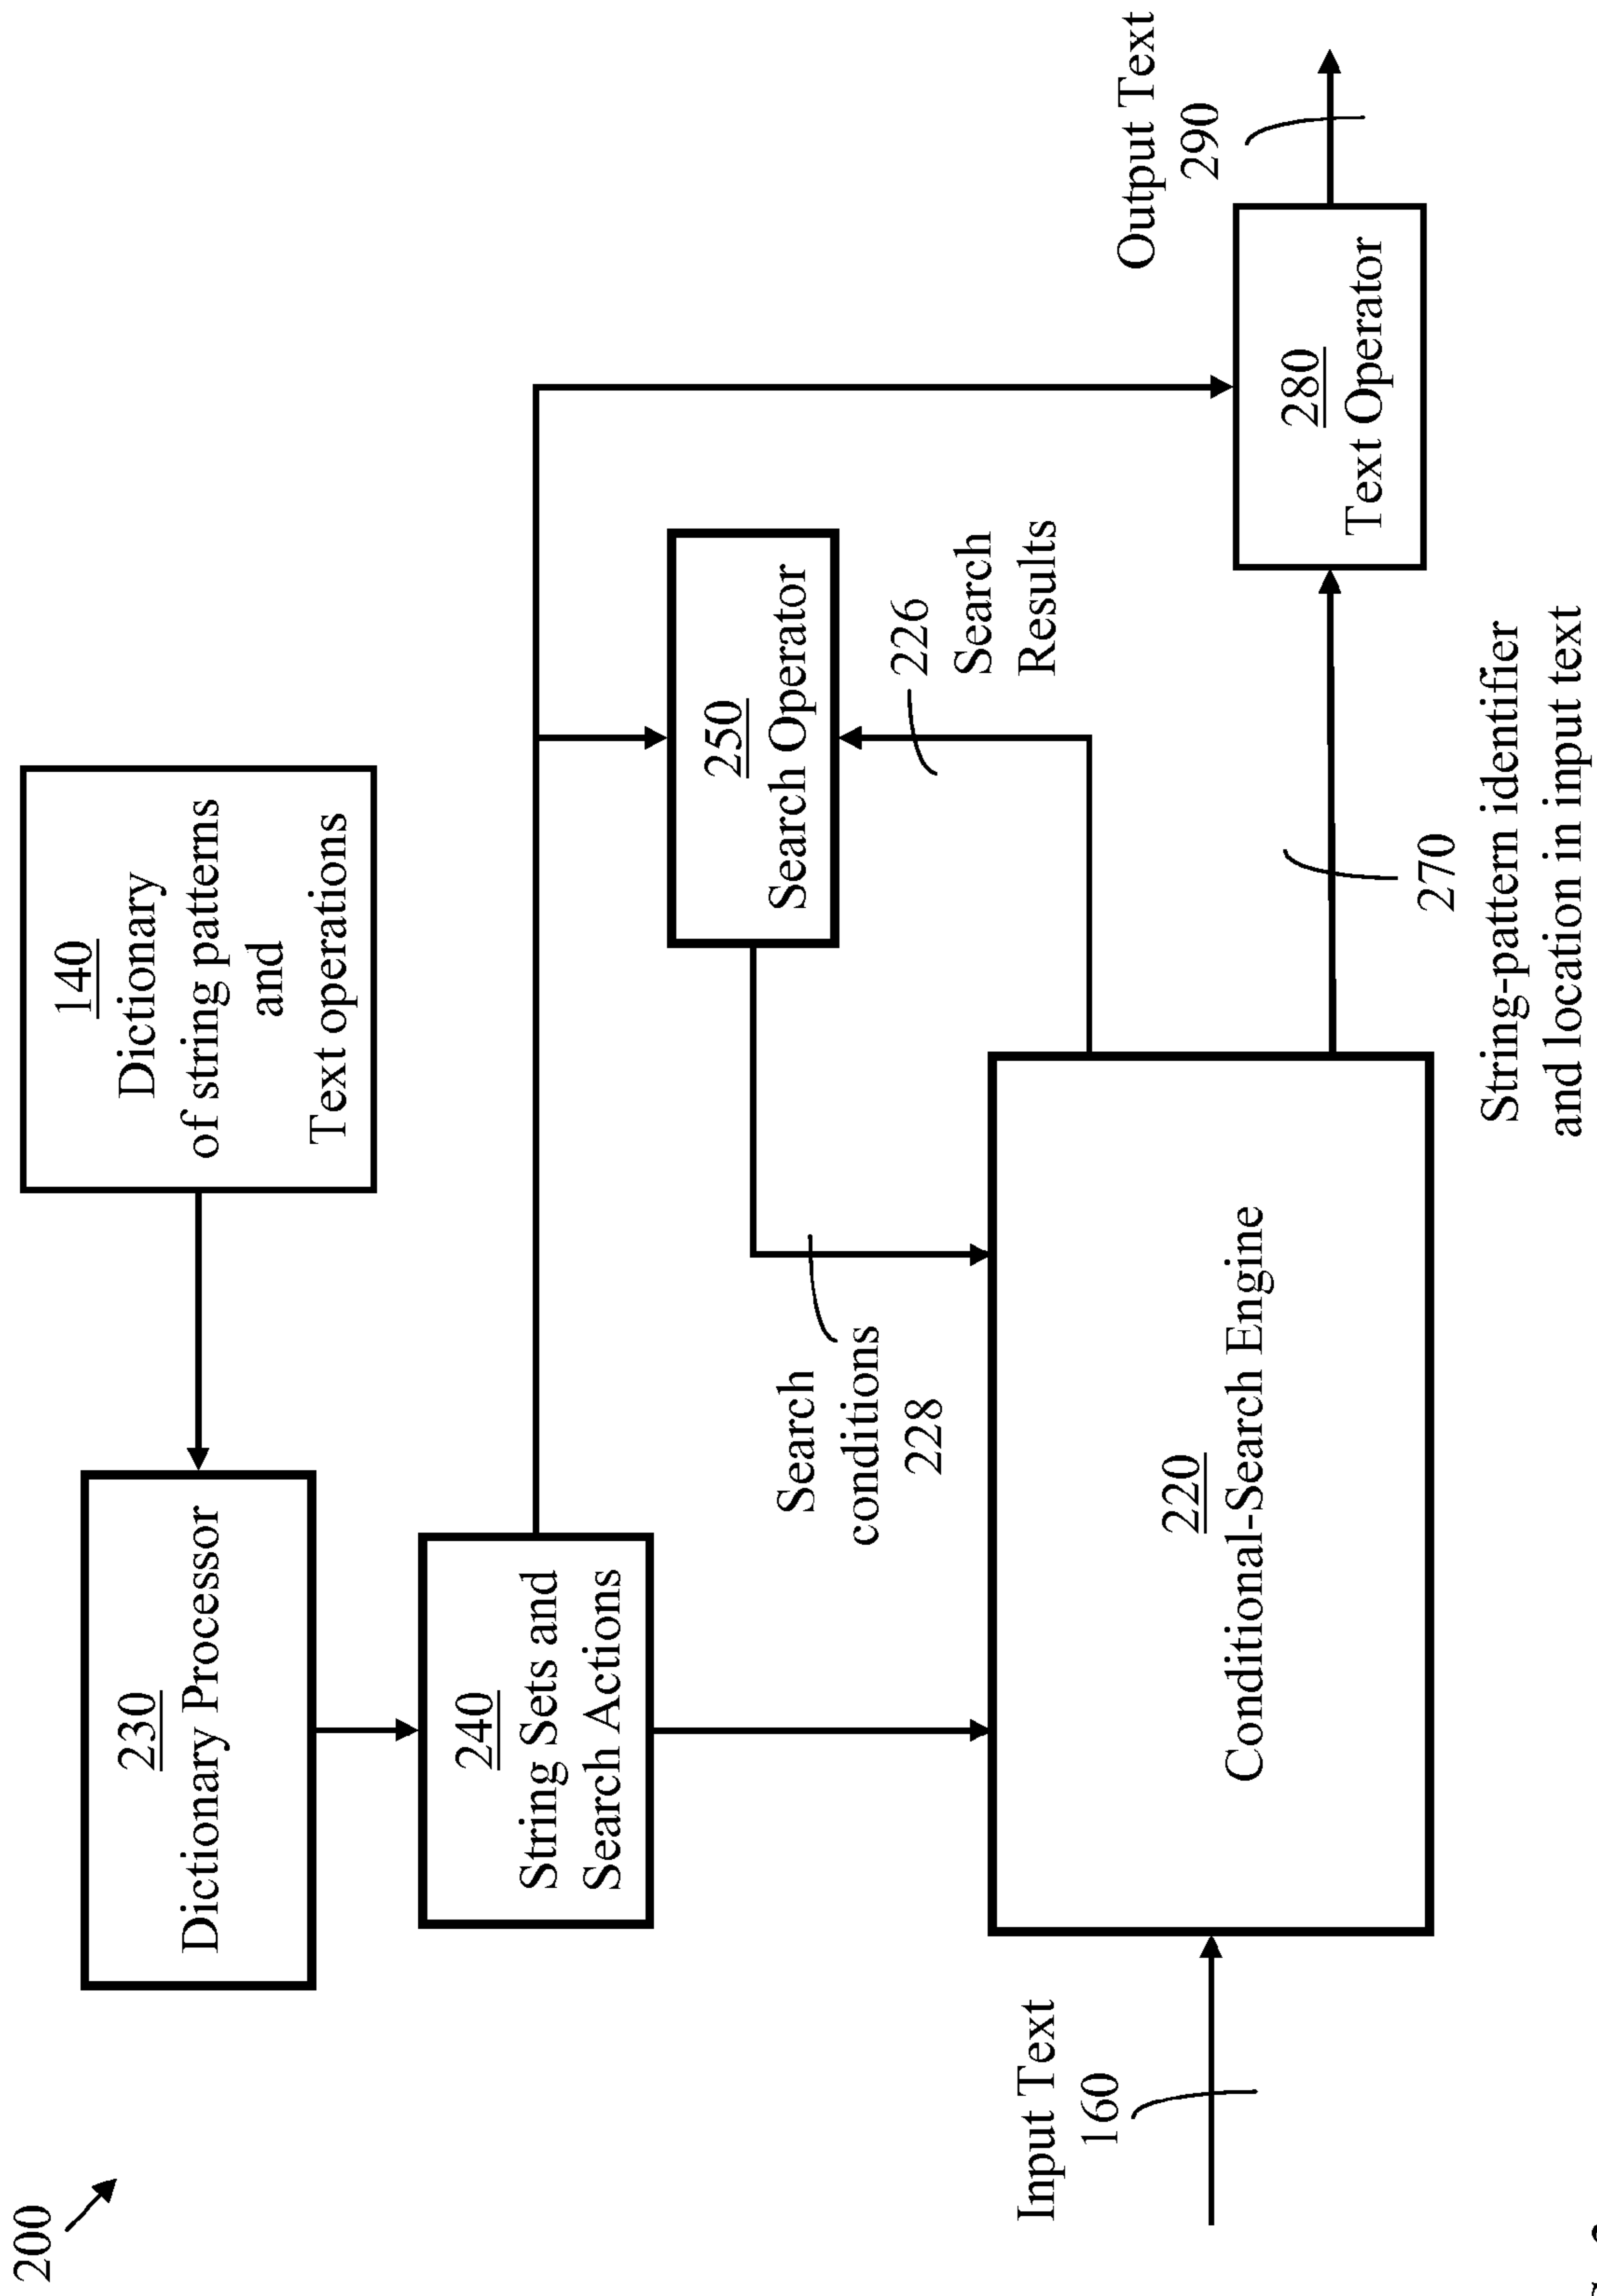 200
140
Dictionary
of string patterns
and
Text operations
230
Dictionary Processor
240
String Sets and
Search Actions
250
Search Operator
Search
conditions
228
226
Search
Results
Input Text
160
220
Conditional-Search Engine
270
String-pattern identifier
and location in input text
280
Text Operator
Output Text
290